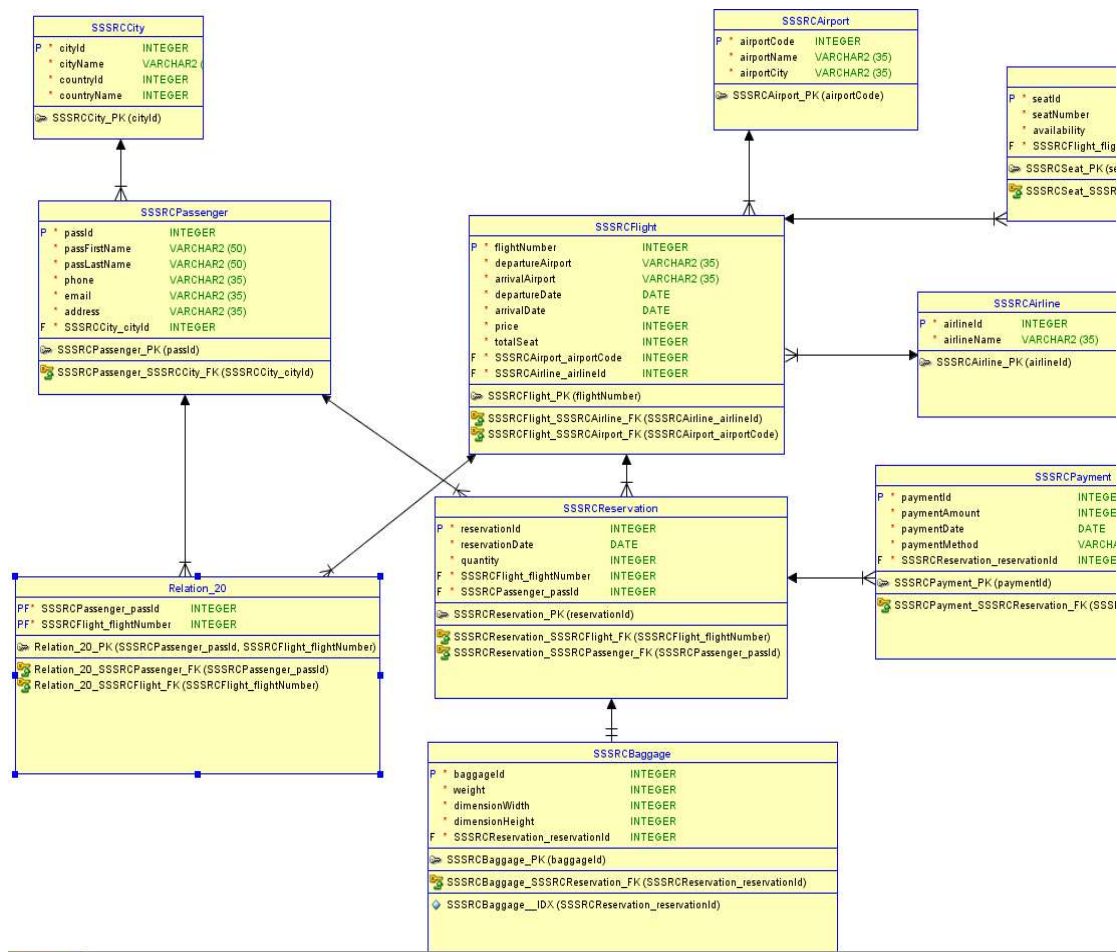 SSSRCCity
P * cityId INTEGER
* cityName VARCHAR2 (
* countryId INTEGER
* countryName INTEGER
SSSRCCity_PK (cityId)
SSSRCAirport
P * airportCode INTEGER
* airportName VARCHAR2 (35)
* airportCity VARCHAR2 (35)
SSSRCAirport_PK (airportCode)
P * seatId
* seatNumber
* availability
F * SSSRCFlight_flig
SSSRCSeat_PK (se
SSSRCSeat_SSSR
SSSRCPassenger
P * passId INTEGER
* passFirstName VARCHAR2 (50)
* passLastName VARCHAR2 (50)
* phone VARCHAR2 (35)
* email VARCHAR2 (35)
* address VARCHAR2 (35)
F * SSSRCCity_cityId INTEGER
SSSRCPassenger_PK (passId)
SSSRCPassenger_SSSRCCity_FK (SSSRCCity_cityId)
SSSRCFlight
P * flightNumber INTEGER
* departureAirport VARCHAR2 (35)
* arrivalAirport VARCHAR2 (35)
* departureDate DATE
* arrivalDate DATE
* price INTEGER
* totalSeat INTEGER
F * SSSRCAirport_airportCode INTEGER
F * SSSRCAirline_airlineId INTEGER
SSSRCFlight_PK (flightNumber)
SSSRCFlight_SSSRCAirline_FK (SSSRCAirline_airlineId)
SSSRCFlight_SSSRCAirport_FK (SSSRCAirport_airportCode)
SSSRCAirline
P * airlineId INTEGER
* airlineName VARCHAR2 (35)
SSSRCAirline_PK (airlineId)
SSSRCPayment
P * paymentId INTEGE
* paymentAmount INTEGE
* paymentDate DATE
* paymentMethod VARCHA
F * SSSRCReservation_reservationId INTEGE
SSSRCPayment_PK (paymentId)
SSSRCPayment_SSSRCReservation_FK (SSS
SSSRCReservation
P * reservationId INTEGER
* reservationDate DATE
* quantity INTEGER
F * SSSRCFlight_flightNumber INTEGER
F * SSSRCPassenger_passId INTEGER
SSSRCReservation_PK (reservationId)
SSSRCReservation_SSSRCFlight_FK (SSSRCFlight_flightNumber)
SSSRCReservation_SSSRCPassenger_FK (SSSRCPassenger_passId)
Relation_20
PF* SSSRCPassenger_passId INTEGER
PF* SSSRCFlight_flightNumber INTEGER
Relation_20_PK (SSSRCPassenger_passId, SSSRCFlight_flightNumber)
Relation_20_SSSRCPassenger_FK (SSSRCPassenger_passId)
Relation_20_SSSRCFlight_FK (SSSRCFlight_flightNumber)
SSSRCBaggage
P * baggageId INTEGER
* weight INTEGER
* dimensionWidth INTEGER
* dimensionHeight INTEGER
F * SSSRCReservation_reservationId INTEGER
SSSRCBaggage_PK (baggageId)
SSSRCBaggage_SSSRCReservation_FK (SSSRCReservation_reservationId)
SSSRCBaggage__IDX (SSSRCReservation_reservationId)